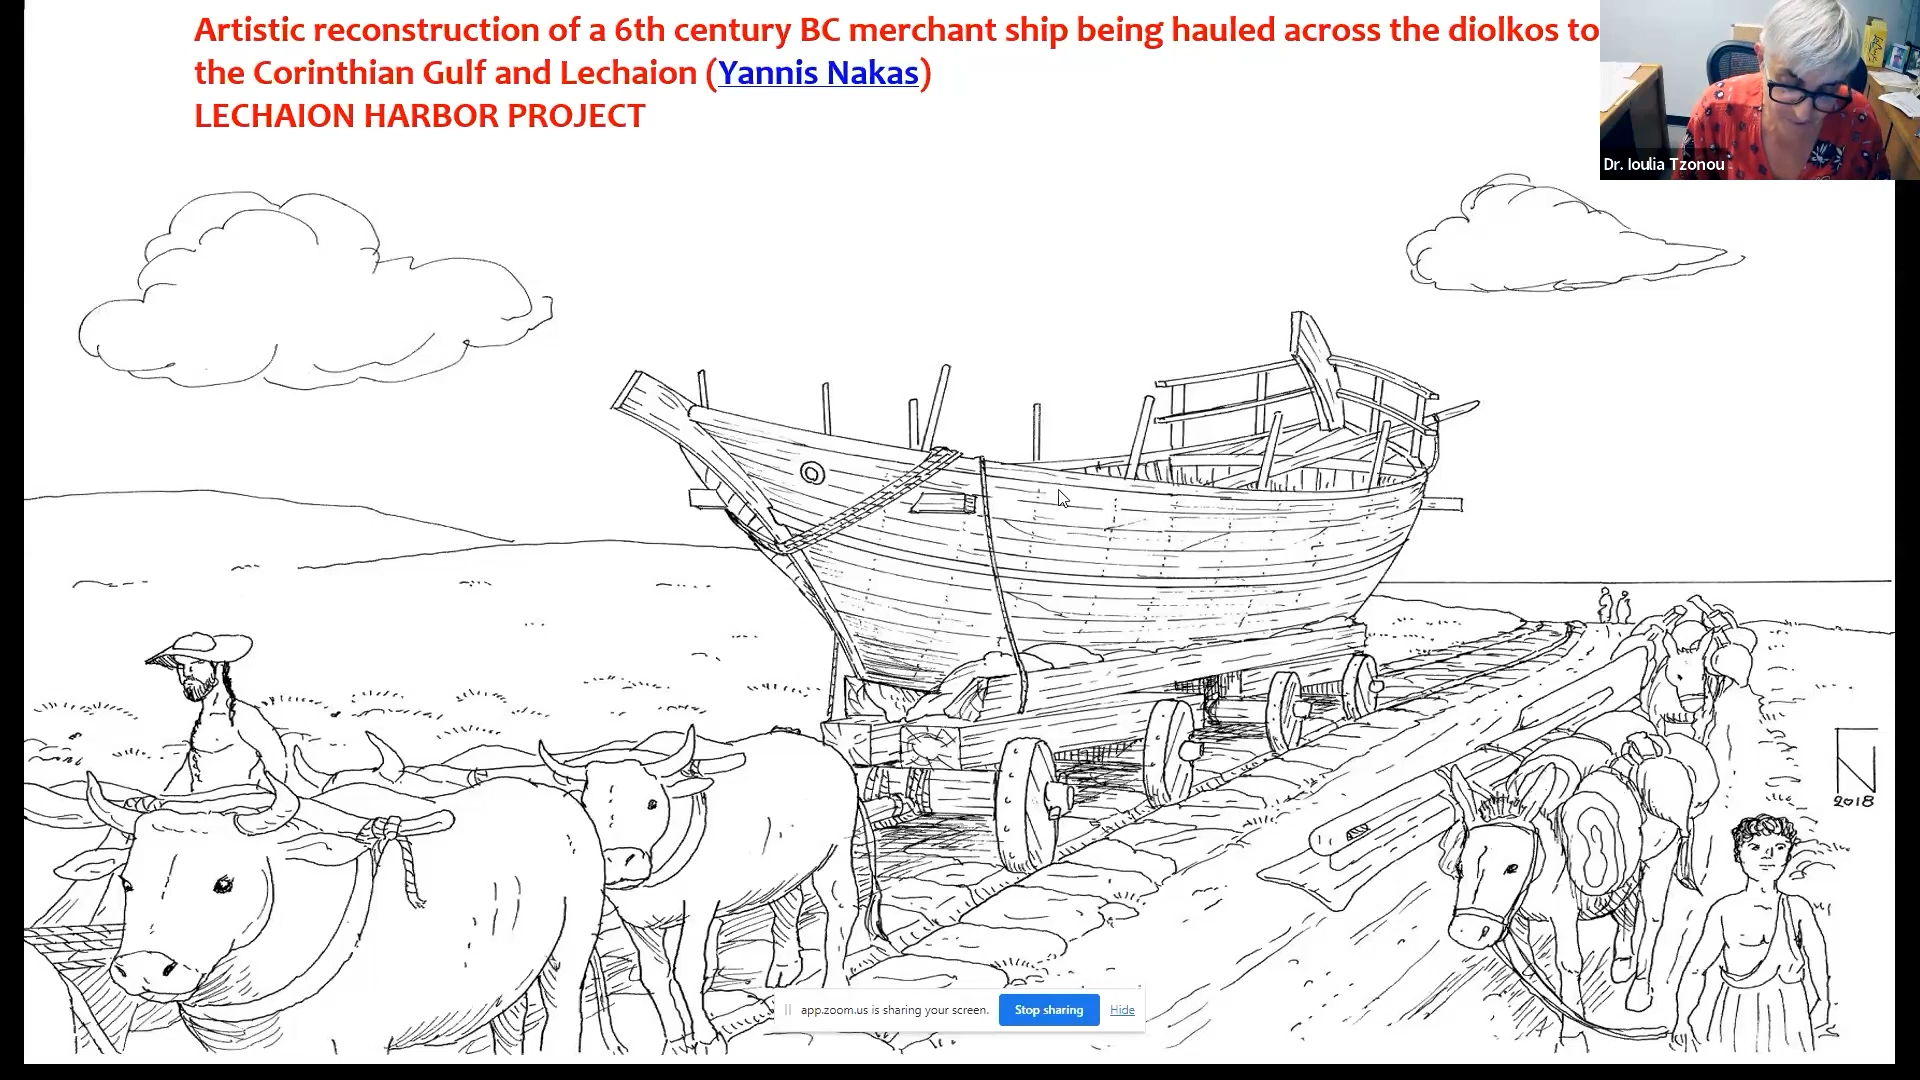 Artistic reconstruction of a 6th century BC merchant ship being hauled across the diolkos to
the Corinthian Gulf and Lechaion (Yannis Nakas)
LECHAION HARBOR PROJECT
Dr. Ioulia Tzonou
2018
app.zoom.us is sharing your screen. Stop sharing Hide